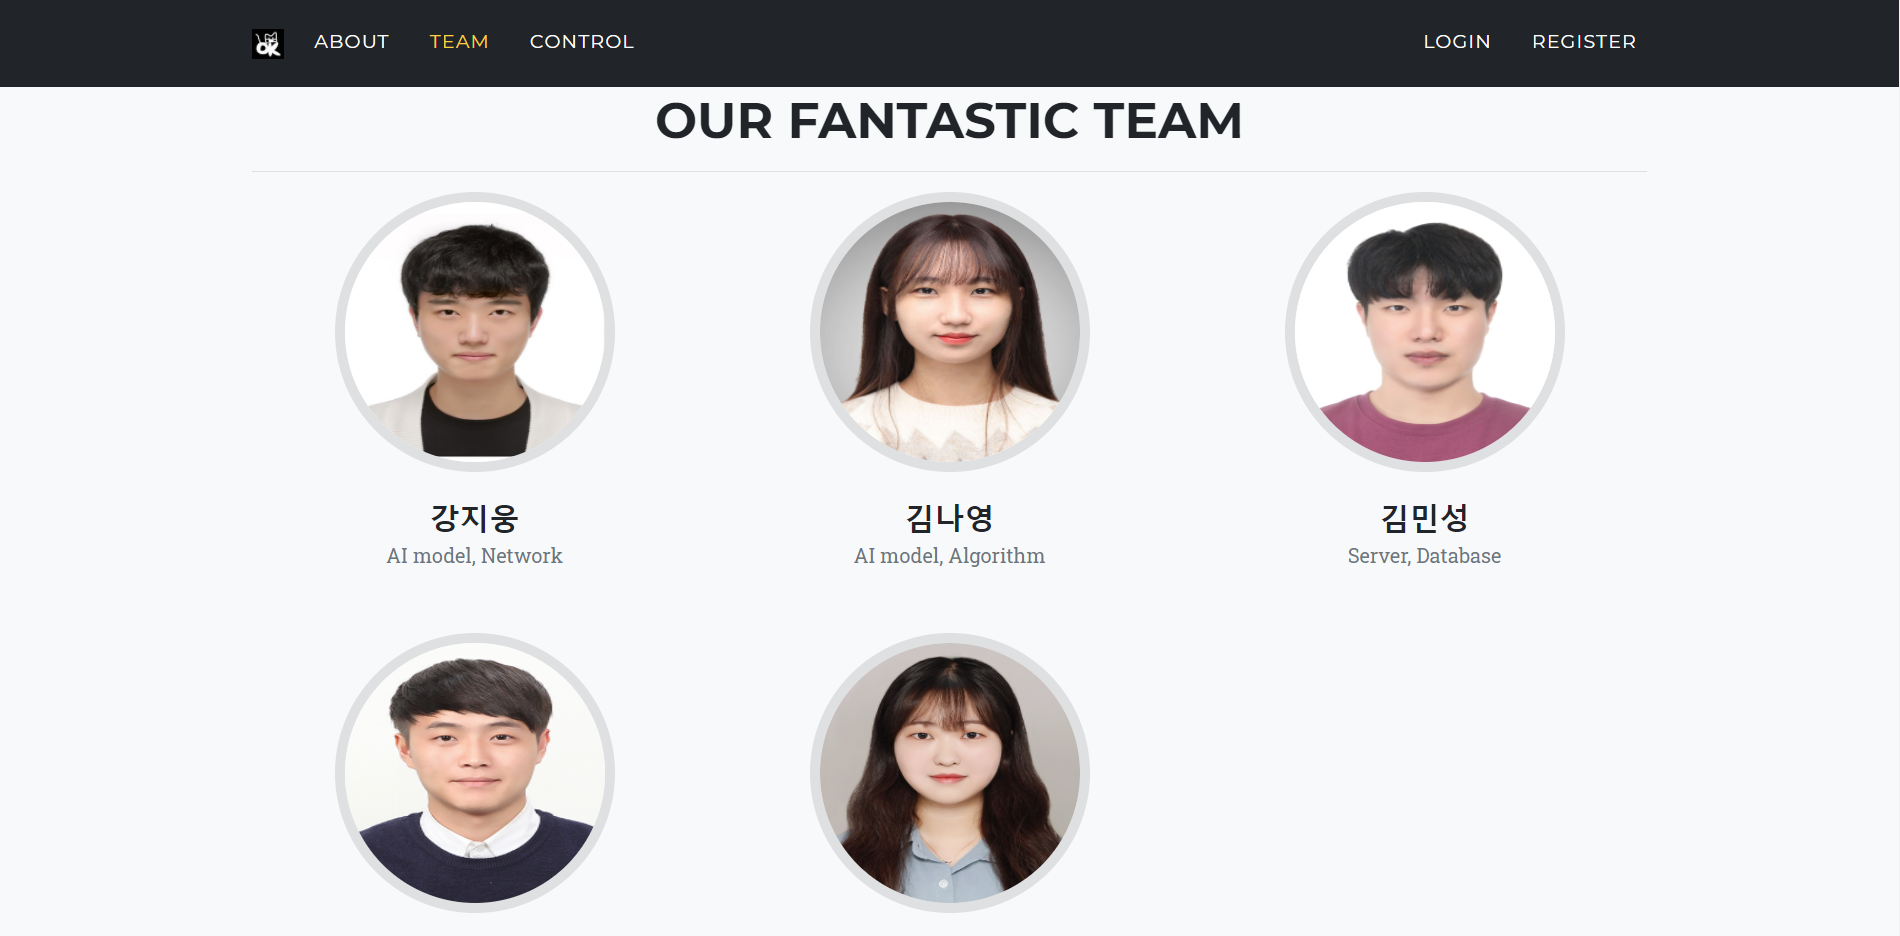 OK
ABOUT TEAM CONTROL LOGIN REGISTER
OUR FANTASTIC TEAM
강지웅 김나영 김민성
AI model, Network AI model, Algorithm Server, Database